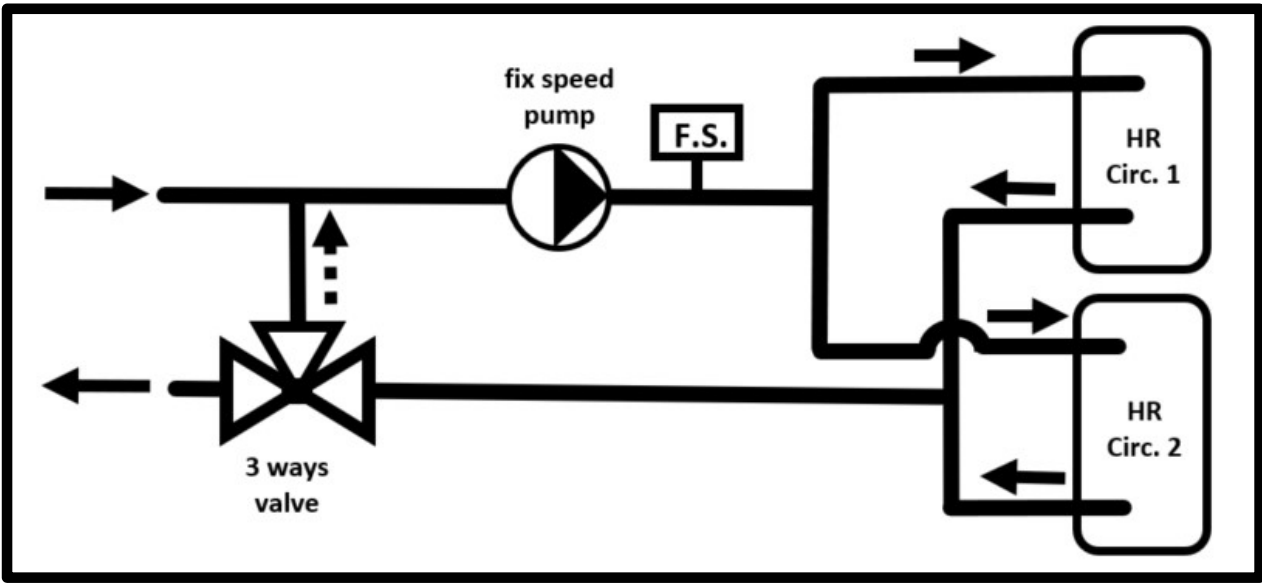 fix speed
pump
F.S.
HR
Circ. 1
HR
Circ. 2
3 ways
valve